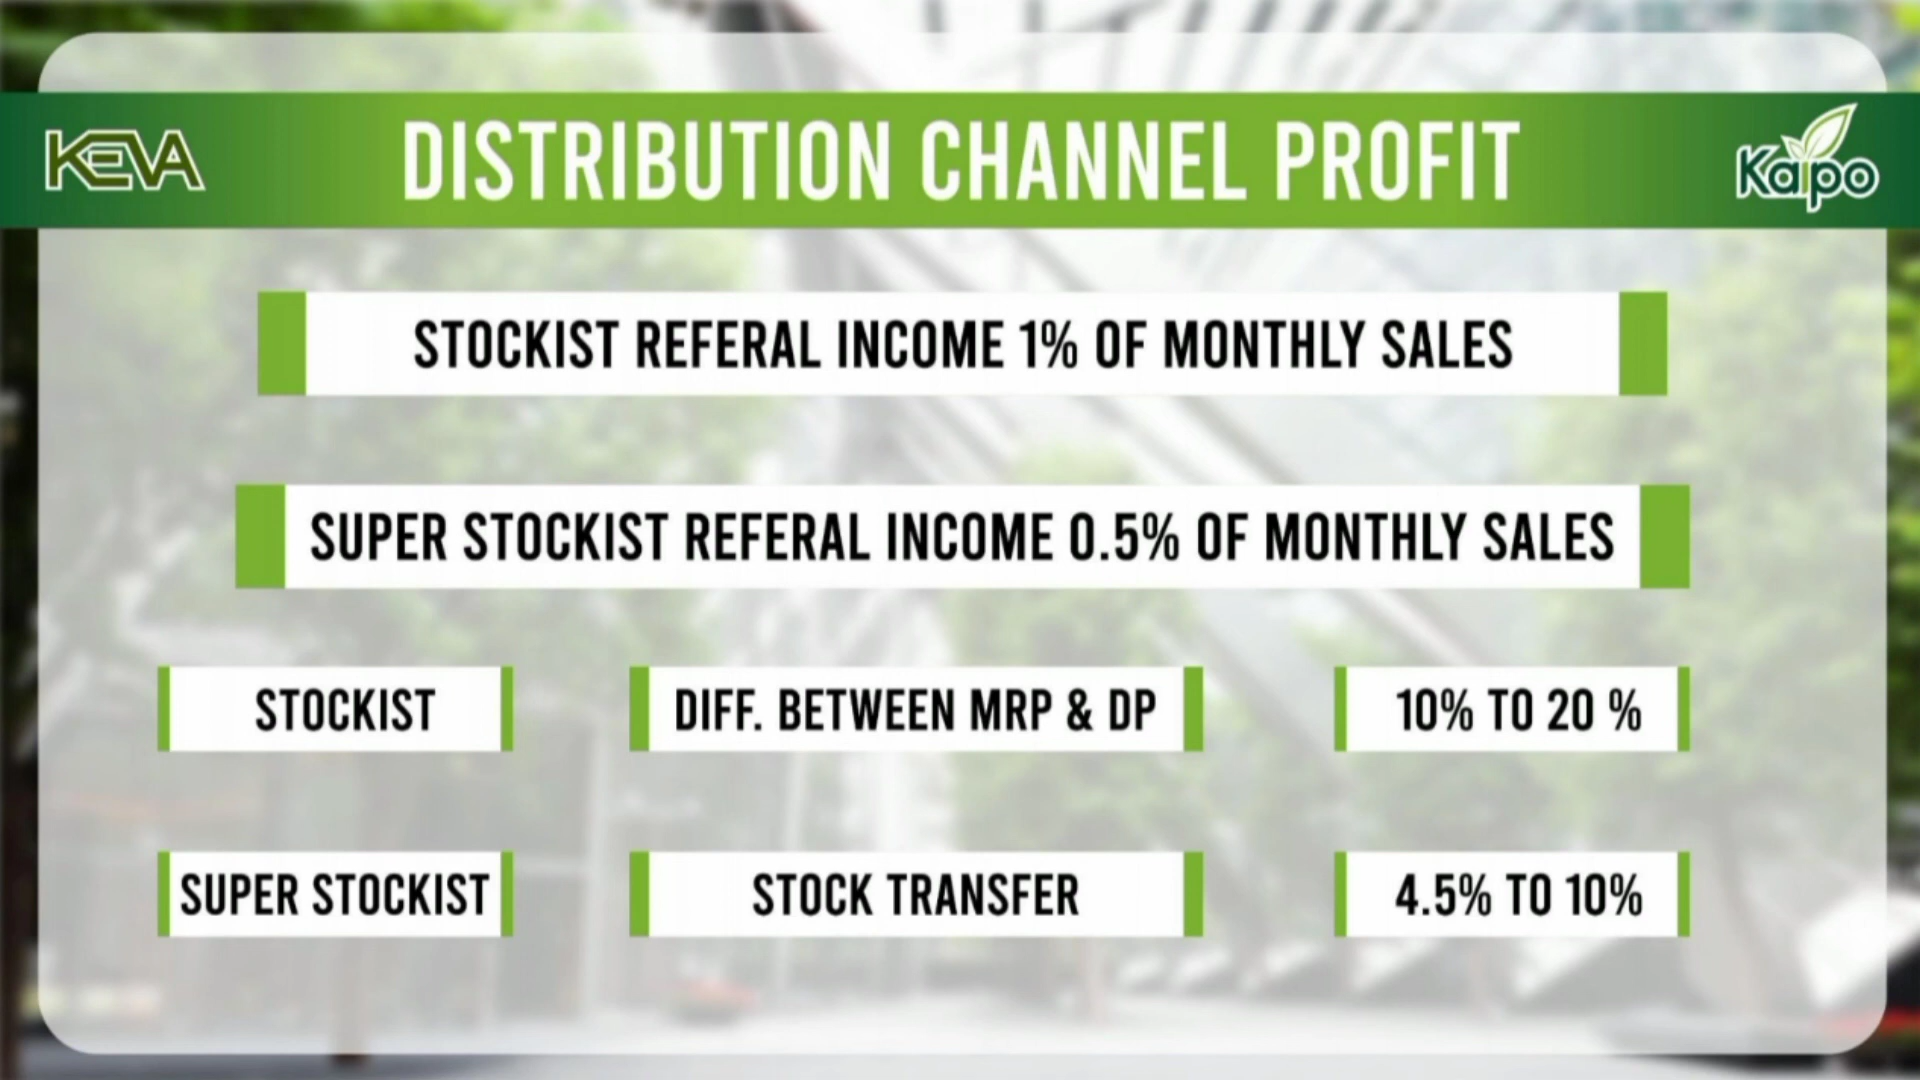 KEVA
DISTRIBUTION CHANNEL PROFIT
Kaipo
STOCKIST REFERAL INCOME 1% OF MONTHLY SALES
SUPER STOCKIST REFERAL INCOME 0.5% OF MONTHLY SALES
STOCKIST
DIFF. BETWEEN MRP & DP
10% TO 20 %
SUPER STOCKIST
STOCK TRANSFER
4.5% TO 10%